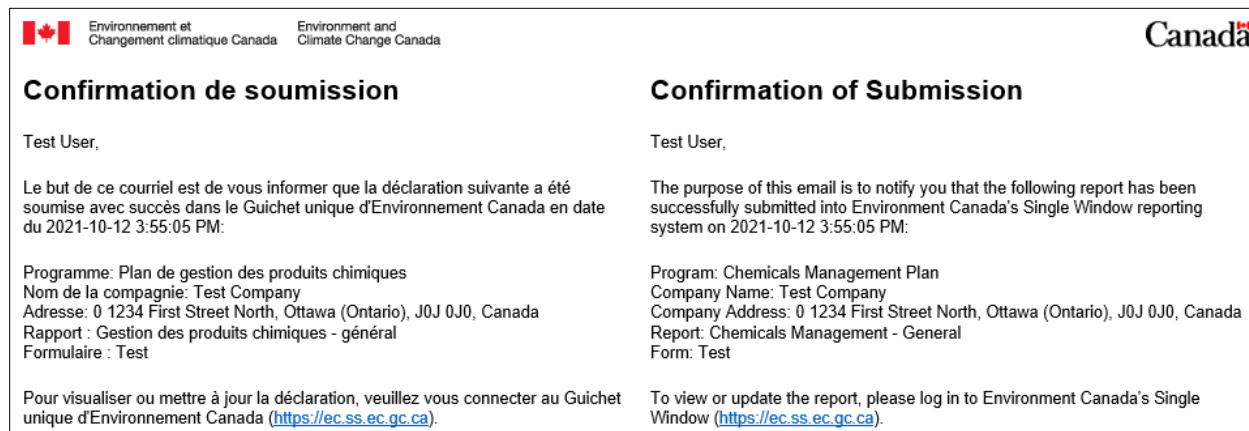 Environnement et
Changement climatique Canada
Environment and
Climate Change Canada
Canada
Confirmation de soumission
Test User,
Le but de ce courriel est de vous informer que la déclaration suivante a été
soumise avec succès dans le Guichet unique d'Environnement Canada en date
du 2021-10-12 3:55:05 PM:
Programme: Plan de gestion des produits chimiques
Nom de la compagnie: Test Company
Adresse: 0 1234 First Street North, Ottawa (Ontario), J0J 0J0, Canada
Rapport : Gestion des produits chimiques - général
Formulaire : Test
Pour visualiser ou mettre à jour la déclaration, veuillez vous connecter au Guichet
unique d'Environnement Canada (https://ec.ss.ec.gc.ca).
Confirmation of Submission
Test User,
The purpose of this email is to notify you that the following report has been
successfully submitted into Environment Canada's Single Window reporting
system on 2021-10-12 3:55:05 PM:
Program: Chemicals Management Plan
Company Name: Test Company
Company Address: 0 1234 First Street North, Ottawa (Ontario), J0J 0J0, Canada
Report: Chemicals Management - General
Form: Test
To view or update the report, please log in to Environment Canada's Single
Window (https://ec.ss.ec.gc.ca).